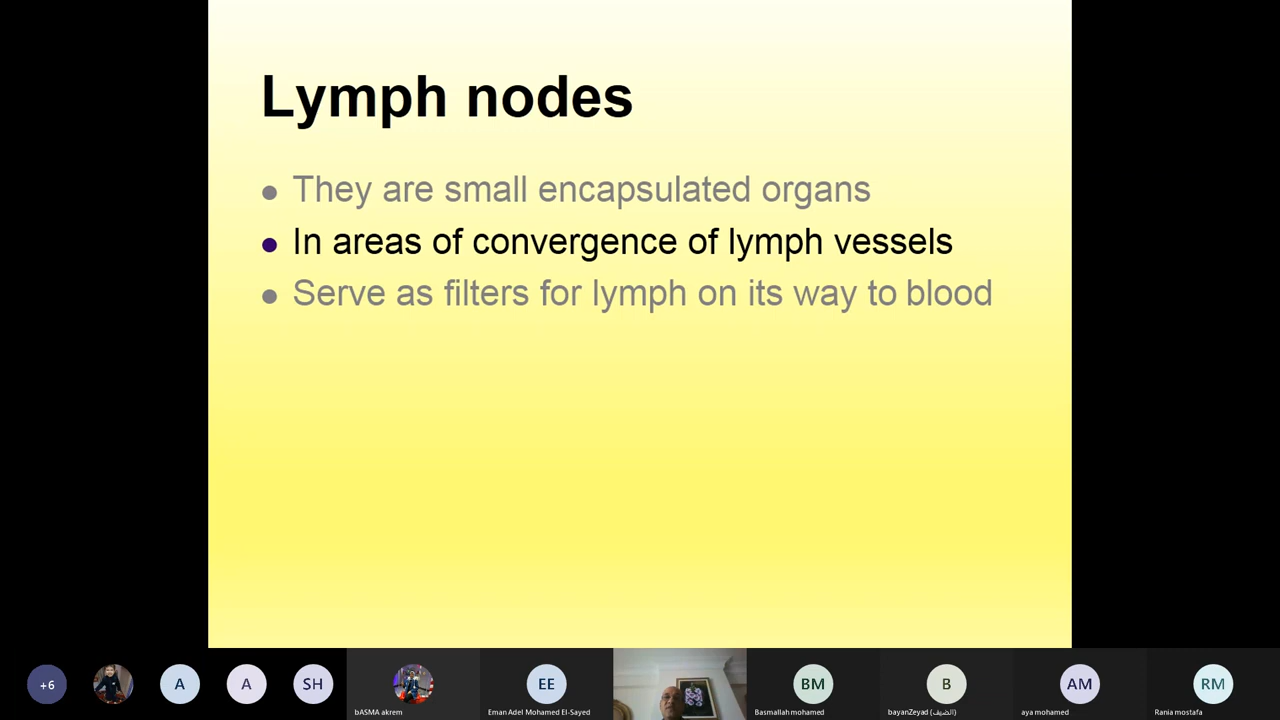 Lymph nodes
They are small encapsulated organs
In areas of convergence of lymph vessels
Serve as filters for lymph on its way to blood
+6
A
A
SH
bASMA akrem
EE
Eman Adel Mohamed El-Sayed
BM
Basmallah mohamed
B
bayanZeyad (الضيف)
AM
aya mohamed
RM
Rania mostafa